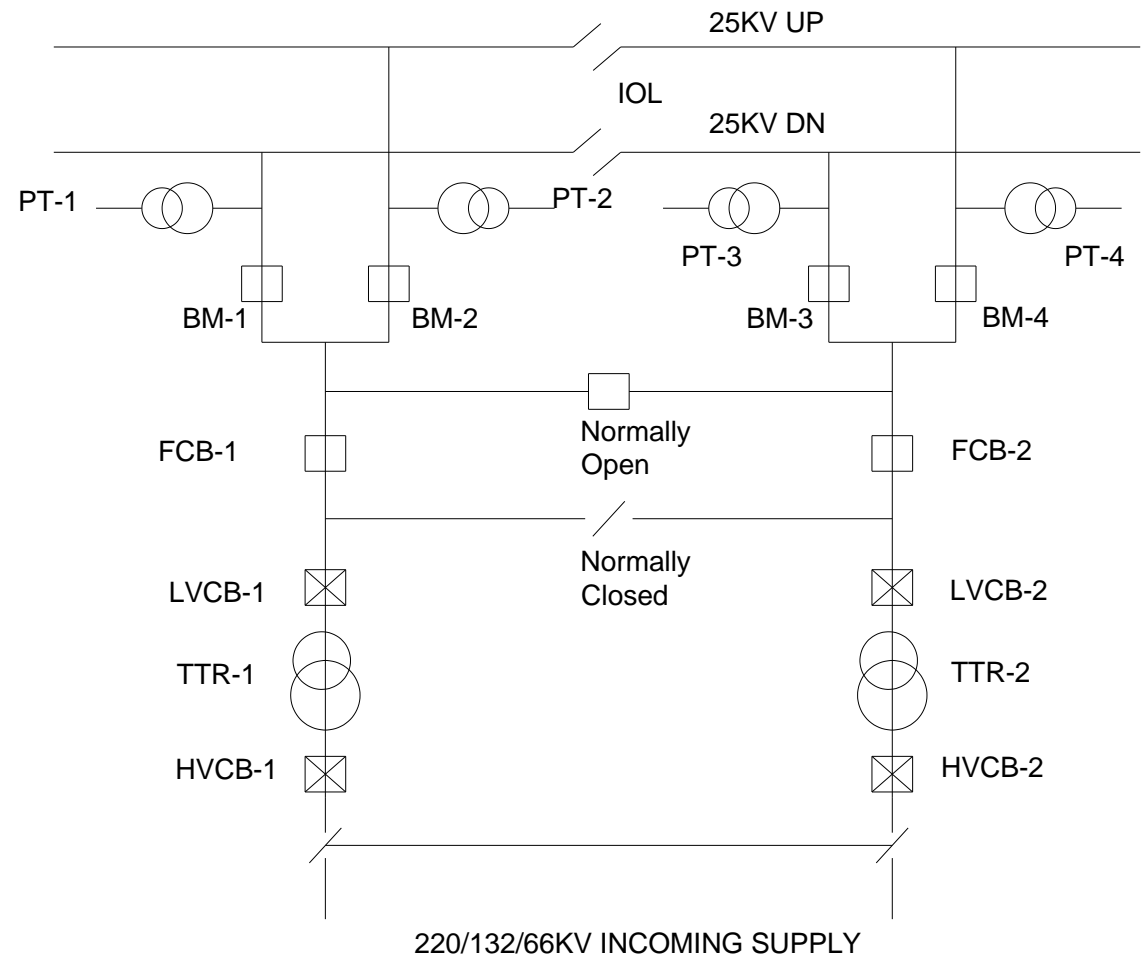 25KV UP
IOL
25KV DN
PT-1
PT-2
PT-3
PT-4
BM-1
BM-2
BM-3
BM-4
FCB-1
Normally
Open
FCB-2
LVCB-1
Normally
Closed
LVCB-2
TTR-1
TTR-2
HVCB-1
HVCB-2
220/132/66KV INCOMING SUPPLY